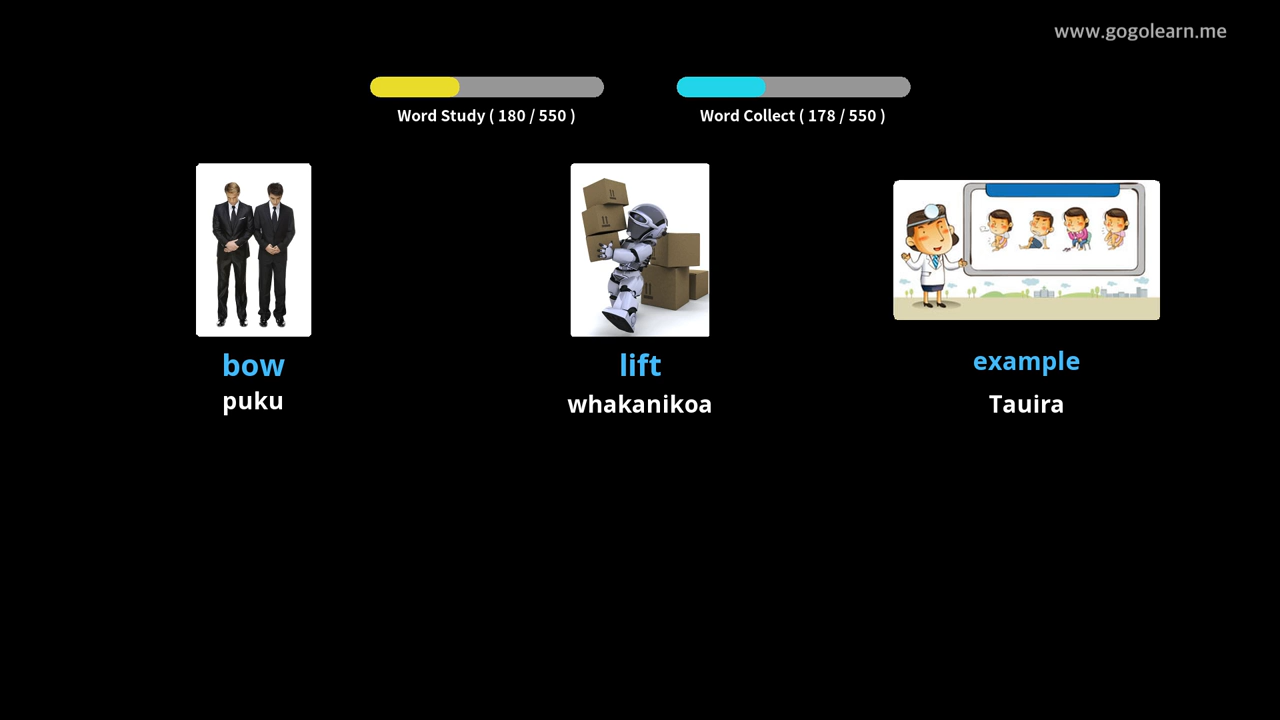 www.gogolearn.me
Word Study ( 180 / 550 )
Word Collect ( 178 / 550 )
bow
puku
lift
whakanikoa
example
Tauira